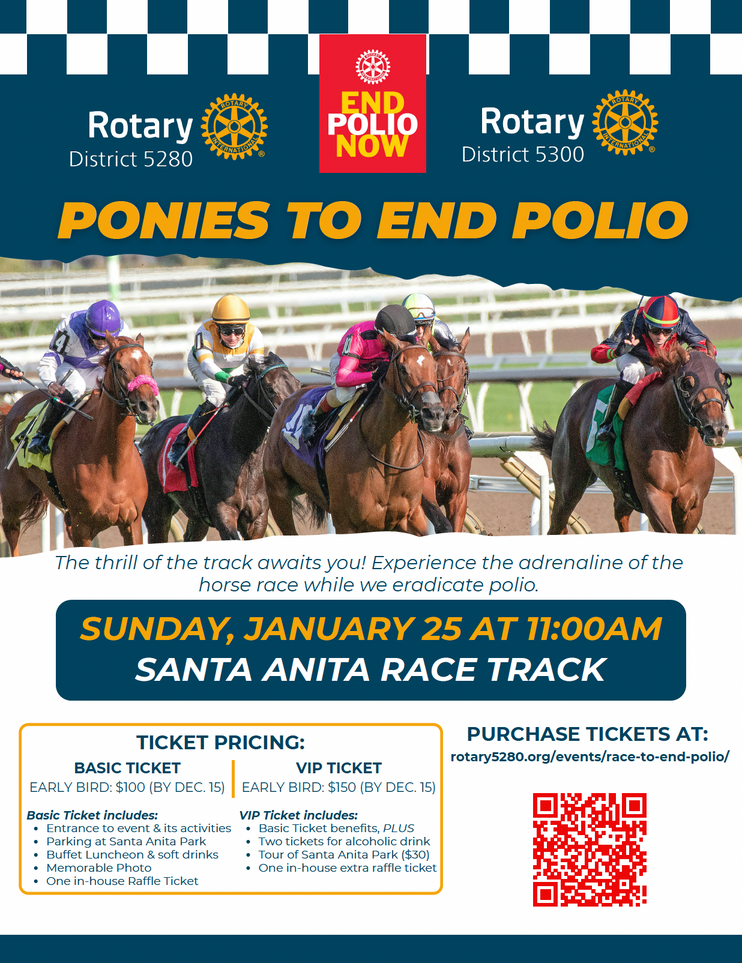 END
POLIO
NOW
Rotary
District 5280
ROTARY
INTERNATIONAL
®
Rotary
District 5300
ROTARY
INTERNATIONAL
®
PONIES TO END POLIO
4
The thrill of the track awaits you! Experience the adrenaline of the
horse race while we eradicate polio.
SUNDAY, JANUARY 25 AT 11:00AM
SANTA ANITA RACE TRACK
TICKET PRICING:
BASIC TICKET
EARLY BIRD: $100 (BY DEC. 15)
Basic Ticket includes:
• Entrance to event & its activities
• Parking at Santa Anita Park
• Buffet Luncheon & soft drinks
• Memorable Photo
• One in-house Raffle Ticket
VIP TICKET
EARLY BIRD: $150 (BY DEC. 15)
VIP Ticket includes:
• Basic Ticket benefits, PLUS
• Two tickets for alcoholic drink
• Tour of Santa Anita Park ($30)
• One in-house extra raffle ticket
PURCHASE TICKETS AT:
rotary5280.org/events/race-to-end-polio/